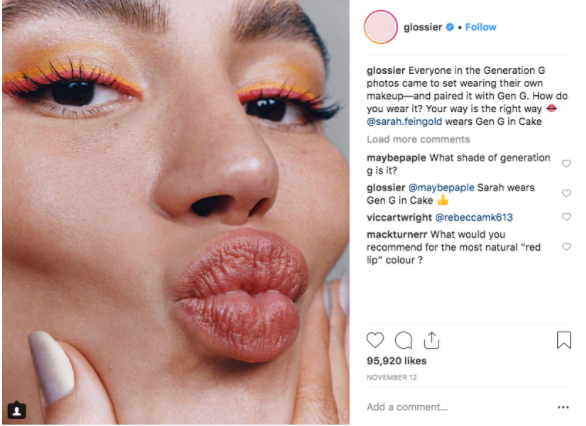 glossier • Follow
glossier Everyone in the Generation G
photos came to set wearing their own
makeup—and paired it with Gen G. How do
you wear it? Your way is the right way 💋
@sarah.feingold wears Gen G in Cake
Load more comments
maybepaple What shade of generation
g is it?
glossier @maybepaple Sarah wears
Gen G in Cake 👍
viccartwright @rebeccamk613
mackturnerr What would you
recommend for the most natural "red
lip" colour ?
95,920 likes
NOVEMBER 12
Add a comment...